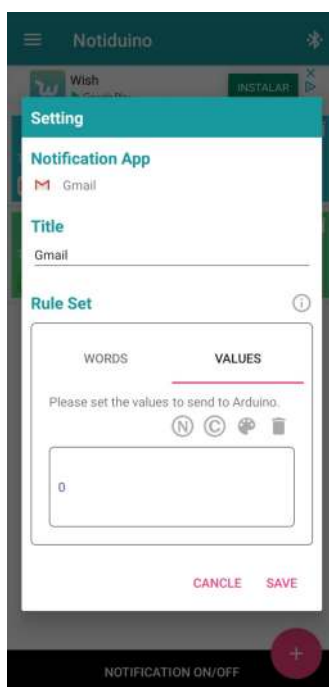 Notiduino
Wish
INSTALAR
Setting
Notification App
Gmail
Title
Gmail
Rule Set
WORDS VALUES
Please set the values to send to Arduino.
N C
0
CANCLE SAVE
+
NOTIFICATION ON/OFF